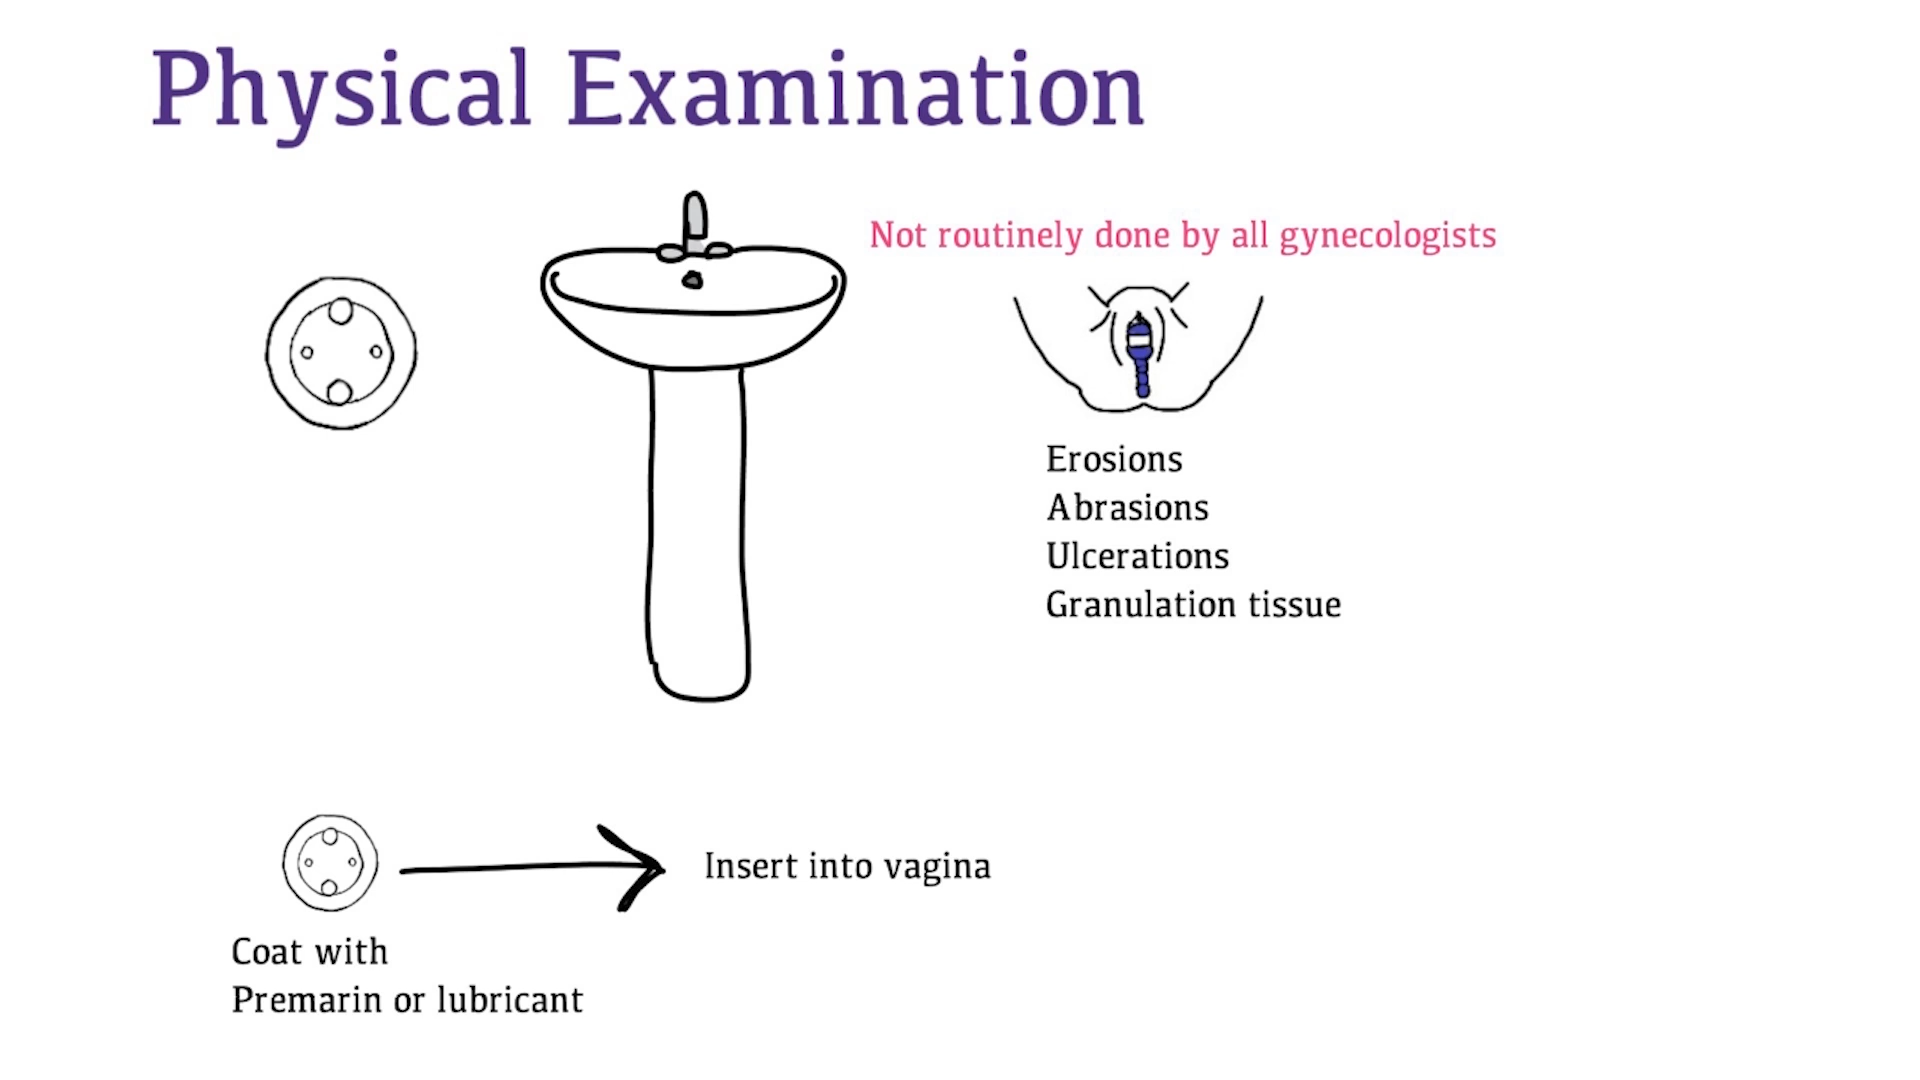 Physical Examination
Not routinely done by all gynecologists
Erosions
Abrasions
Ulcerations
Granulation tissue
Insert into vagina
Coat with
Premarin or lubricant